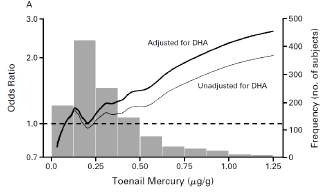 A
3.0
2.0
1.0
0.7
Odds Ratio
Adjusted for DHA
Unadjusted for DHA
500
400
300
200
100
0
Frequency (no. of subjects)
0.0 0.25 0.50 0.75 1.00 1.25
Toenail Mercury (μg/g)